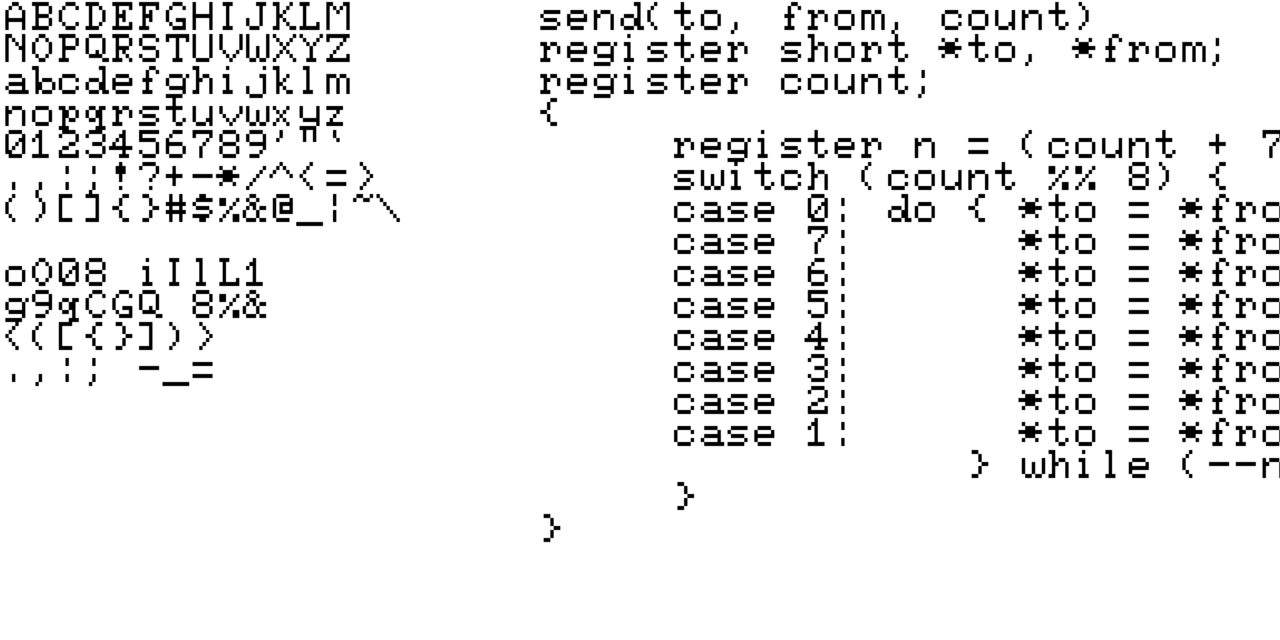 ABCDEFGHIJKLM
NOPQRSTUVWXYZ
abcdefghijklm
nopqrstuvwxyz
0123456789'"`
.,:;!?+-*/^<=>
()[]{}#$%&@_¦~\
oO08 iIlL1
g9qCGQ 8%&
<([{}])>
.,:; -_=
send(to, from, count)
register short *to, *from;
register count;
{
register n = (count + 7
switch (count %% 8) {
case 0: do { *to = *fro
case 7: *to = *fro
case 6: *to = *fro
case 5: *to = *fro
case 4: *to = *fro
case 3: *to = *fro
case 2: *to = *fro
case 1: *to = *fro
} while (--n
}
}